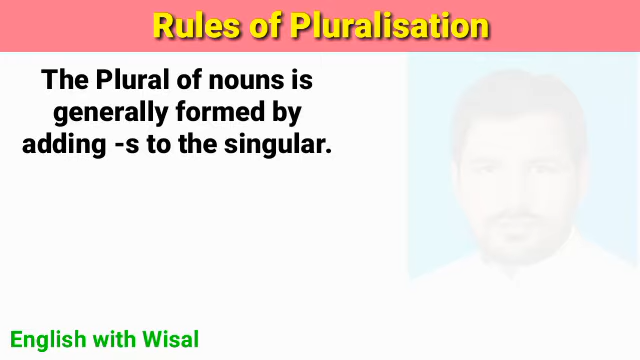 Rules of Pluralisation
The Plural of nouns is
generally formed by
adding -s to the singular.
English with Wisal